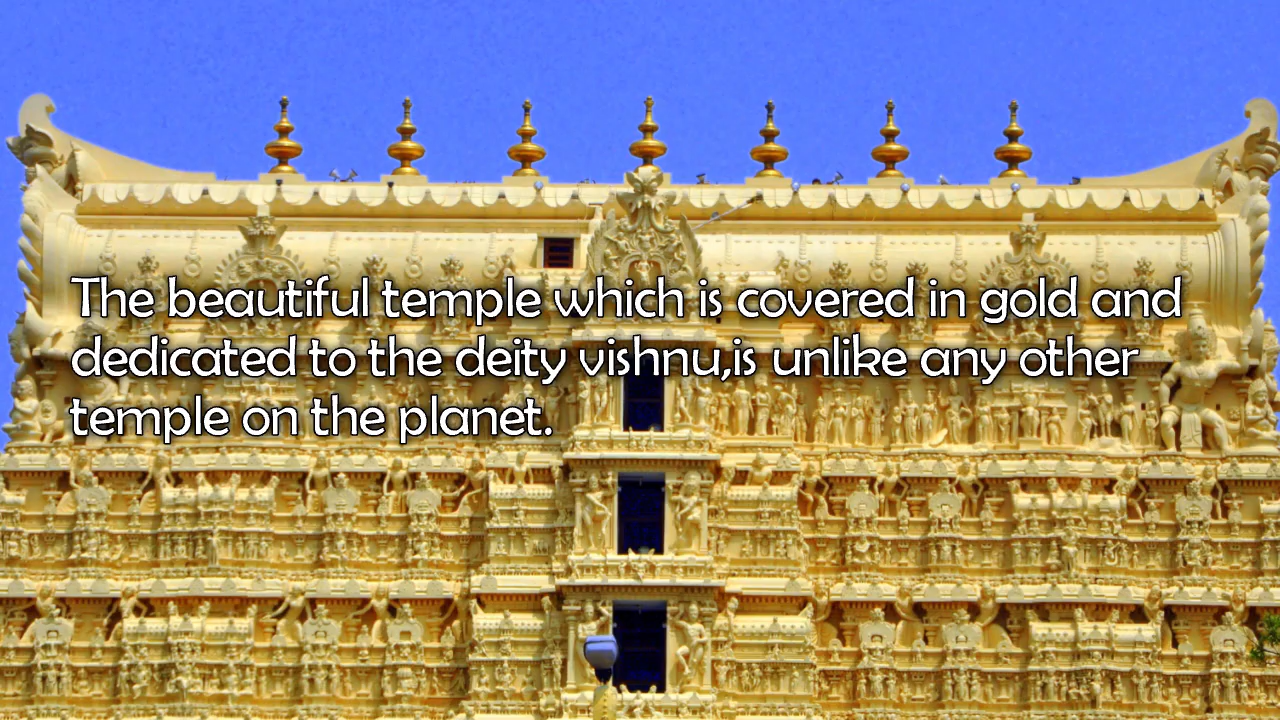 The beautiful temple which is covered in gold and
dedicated to the deity vishnu,is unlike any other
temple on the planet.